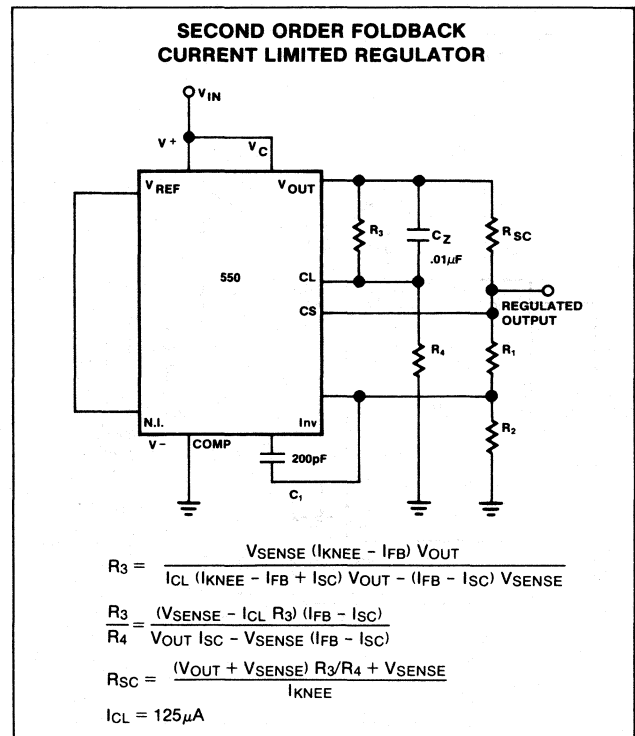 SECOND ORDER FOLDBACK
CURRENT LIMITED REGULATOR
VIN
V+
VC
VREF
VOUT
R3
CZ
.01μF
RSC
550
CL
CS
REGULATED
OUTPUT
R4
R1
N.I.
Inv
R2
V-
COMP
200pF
C1
R3 = VSENSE (IKNEE - IFB) VOUT
ICL (IKNEE - IFB + ISC) VOUT - (IFB - ISC) VSENSE
R3
R4
= (VSENSE - ICL R3) (IFB - ISC)
VOUT ISC - VSENSE (IFB - ISC)
RSC = (VOUT + VSENSE) R3/R4 + VSENSE
IKNEE
ICL = 125μA